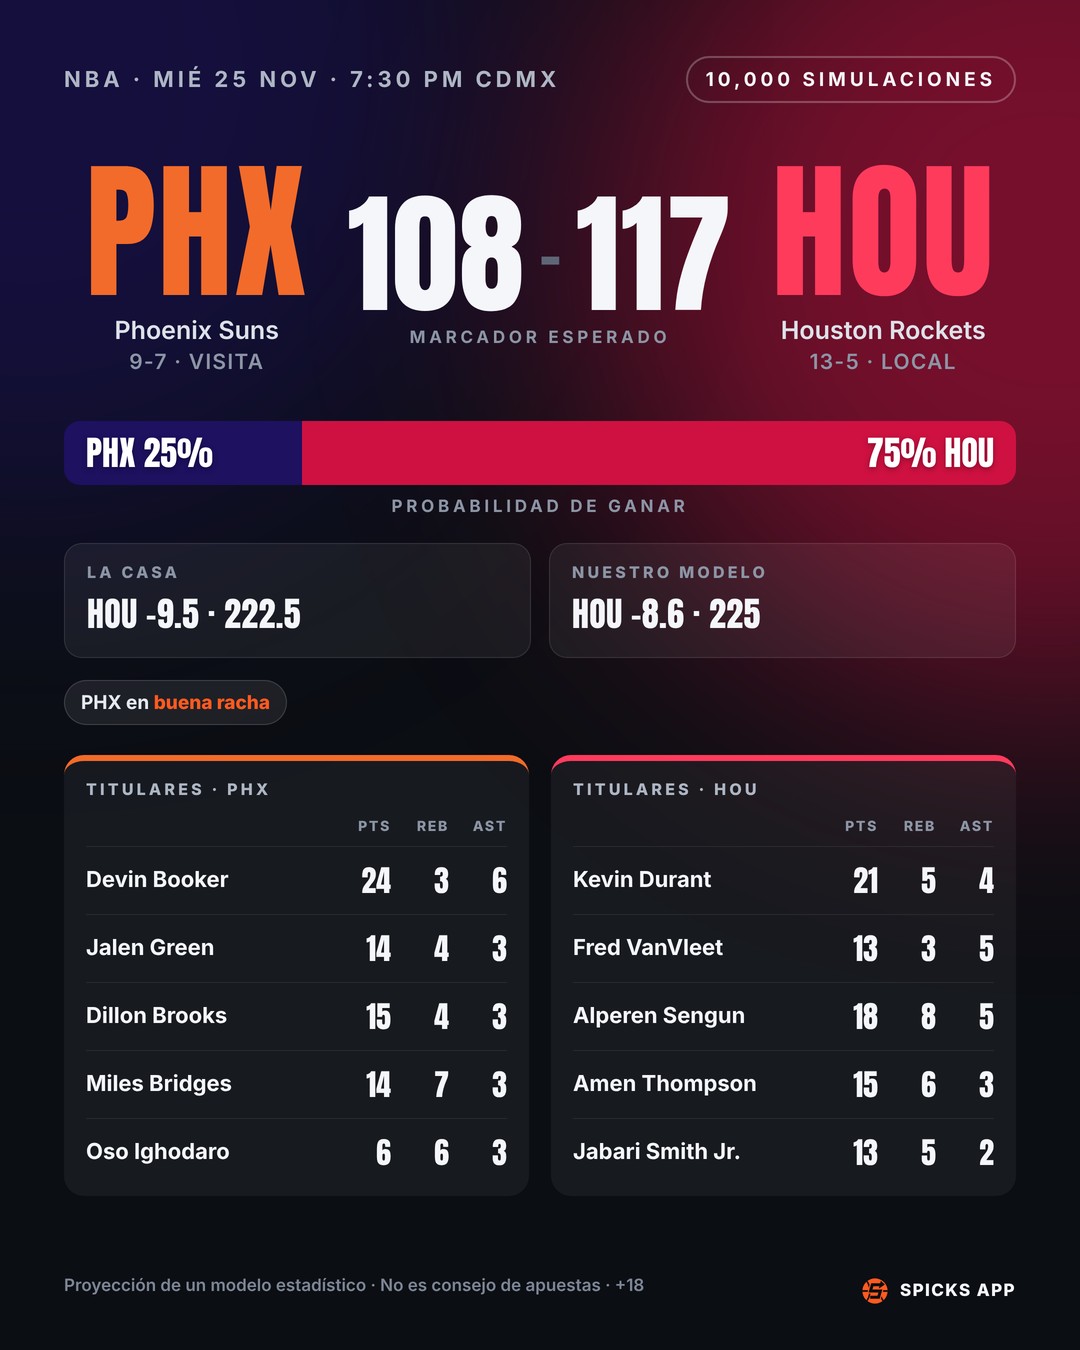 NBA · MIÉ 25 NOV · 7:30 PM CDMX
10,000 SIMULACIONES
PHX
108 - 117
HOU
Phoenix Suns
9-7 · VISITA
MARCADOR ESPERADO
Houston Rockets
13-5 · LOCAL
PHX 25%
75% HOU
PROBABILIDAD DE GANAR
LA CASA
HOU -9.5 · 222.5
NUESTRO MODELO
HOU -8.6 · 225
PHX en buena racha
TITULARES · PHX
PTS REB AST
Devin Booker 24 3 6
Jalen Green 14 4 3
Dillon Brooks 15 4 3
Miles Bridges 14 7 3
Oso Ighodaro 6 6 3
TITULARES · HOU
PTS REB AST
Kevin Durant 21 5 4
Fred VanVleet 13 3 5
Alperen Sengun 18 8 5
Amen Thompson 15 6 3
Jabari Smith Jr. 13 5 2
Proyección de un modelo estadístico · No es consejo de apuestas · +18
SPICKS APP